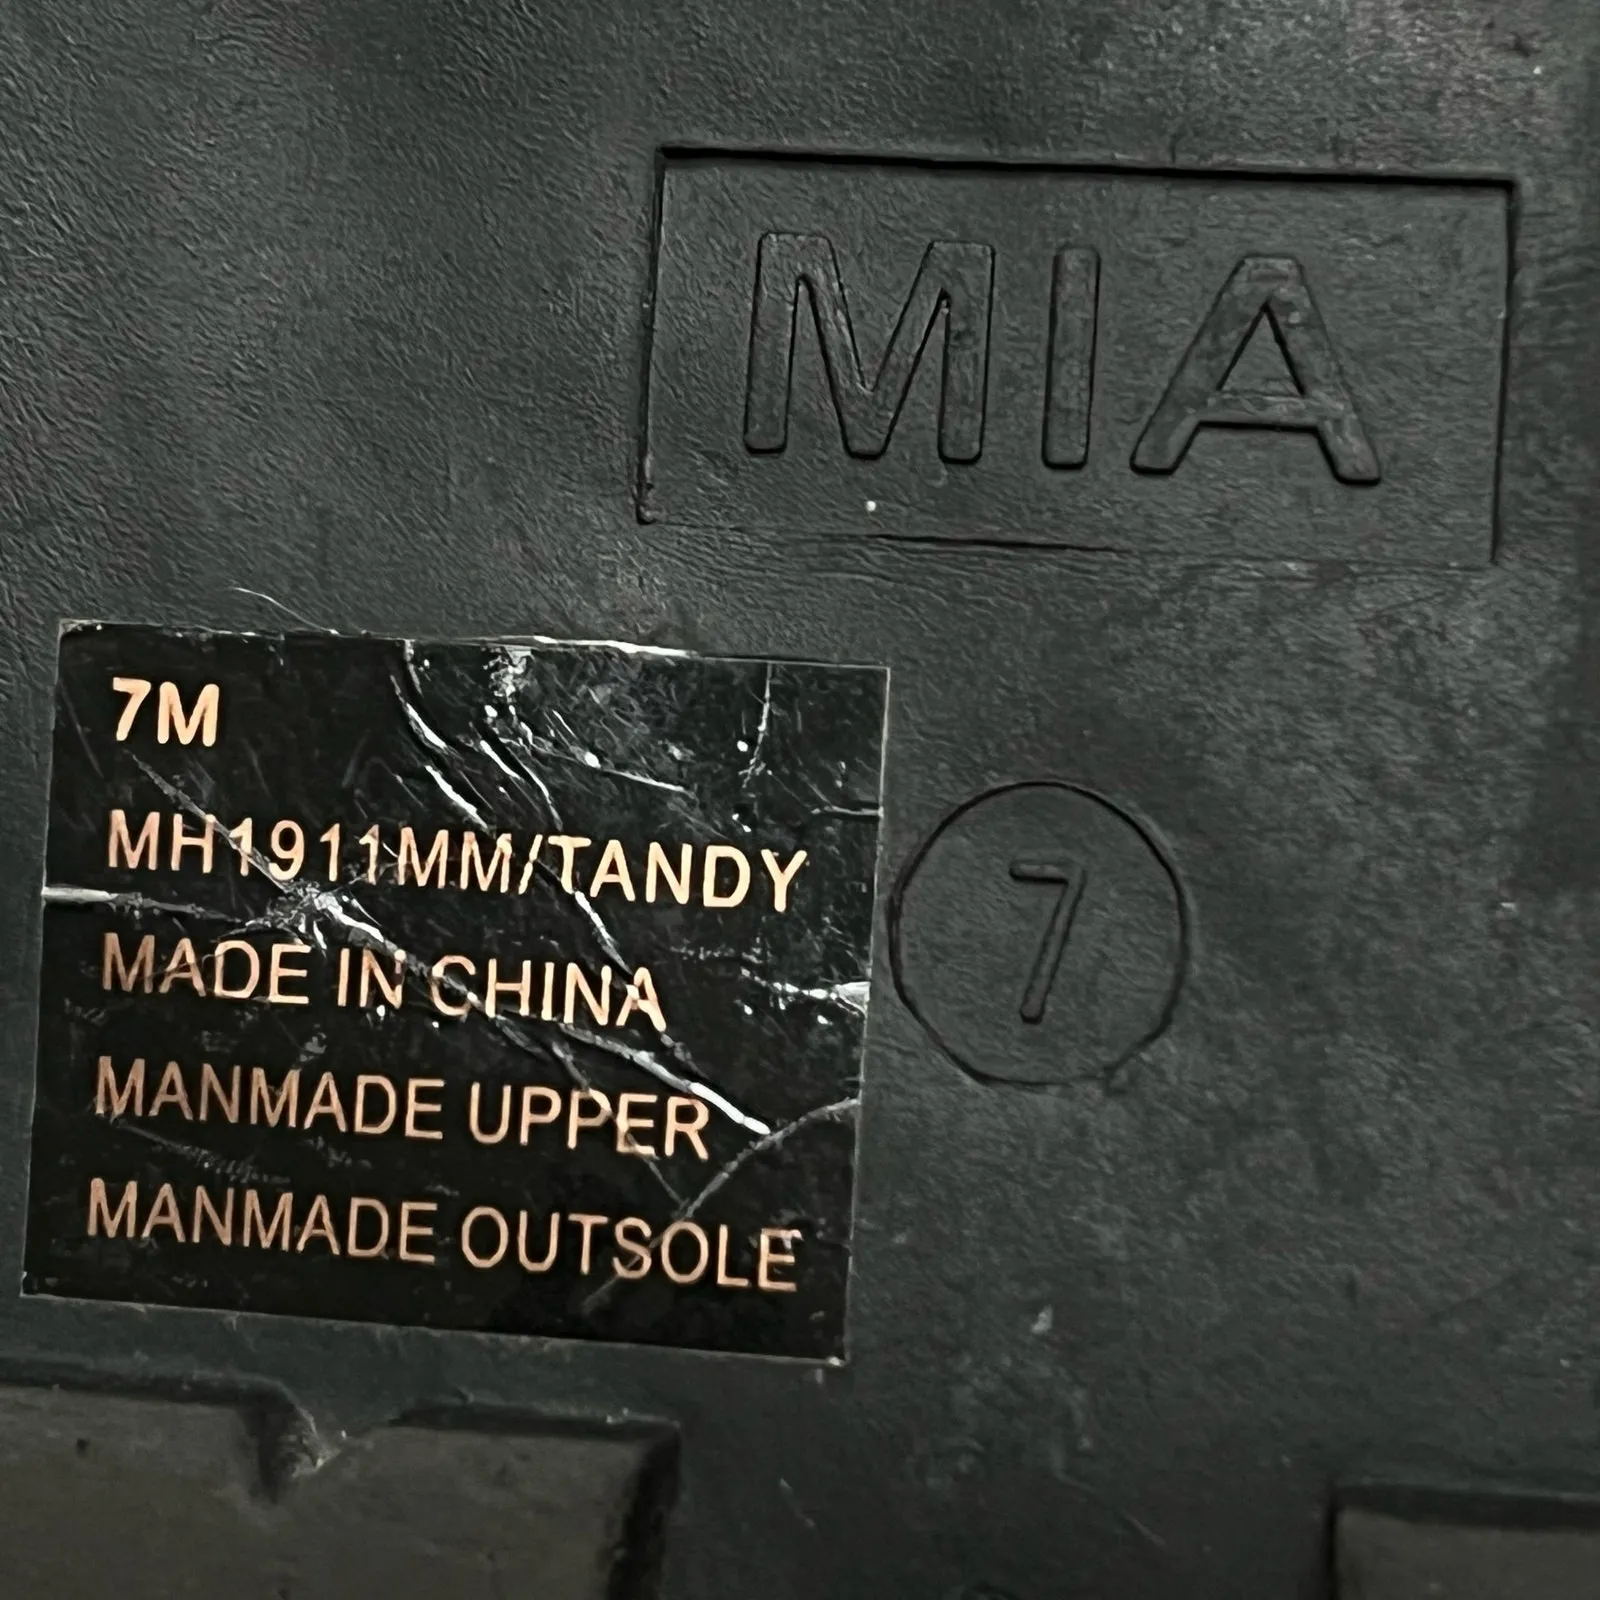 MIA
7M
MH1911MM/TANDY
MADE IN CHINA
MANMADE UPPER
MANMADE OUTSOLE
7